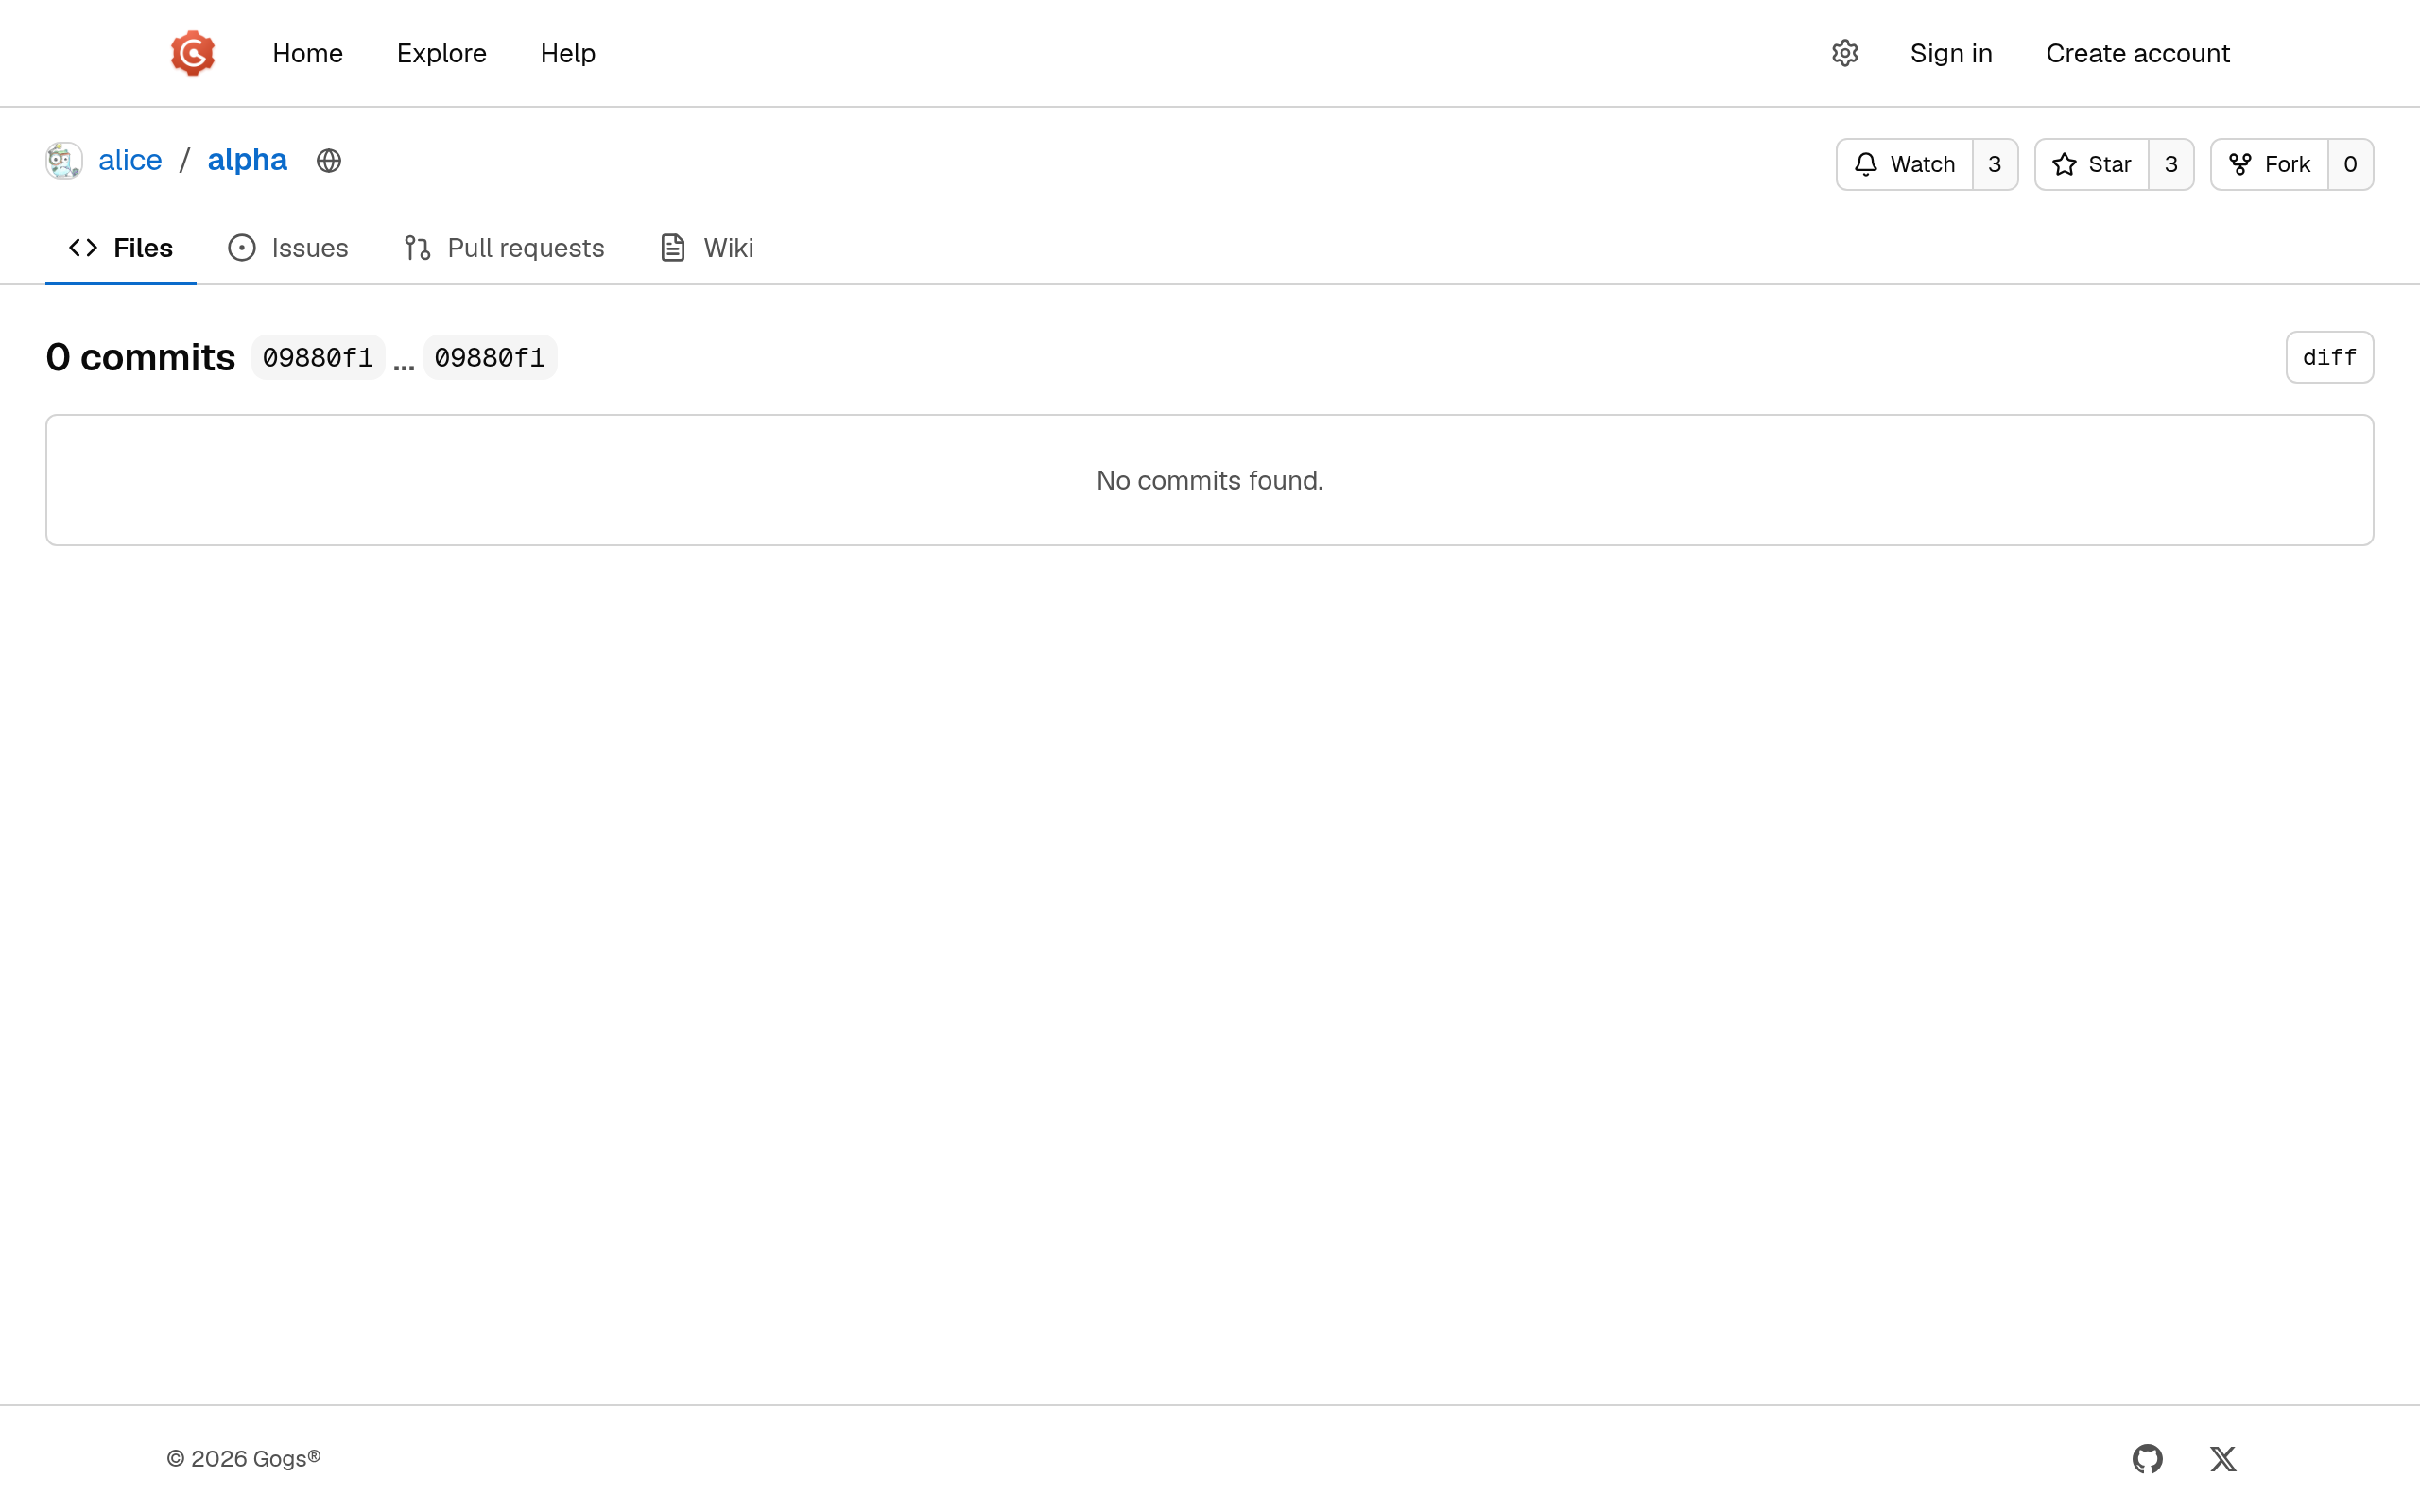 Home Explore Help Sign in Create account
alice / alpha Watch 3 Star 3 Fork 0
Files Issues Pull requests Wiki
0 commits 09880f1 ... 09880f1 diff
No commits found.
© 2026 Gogs®